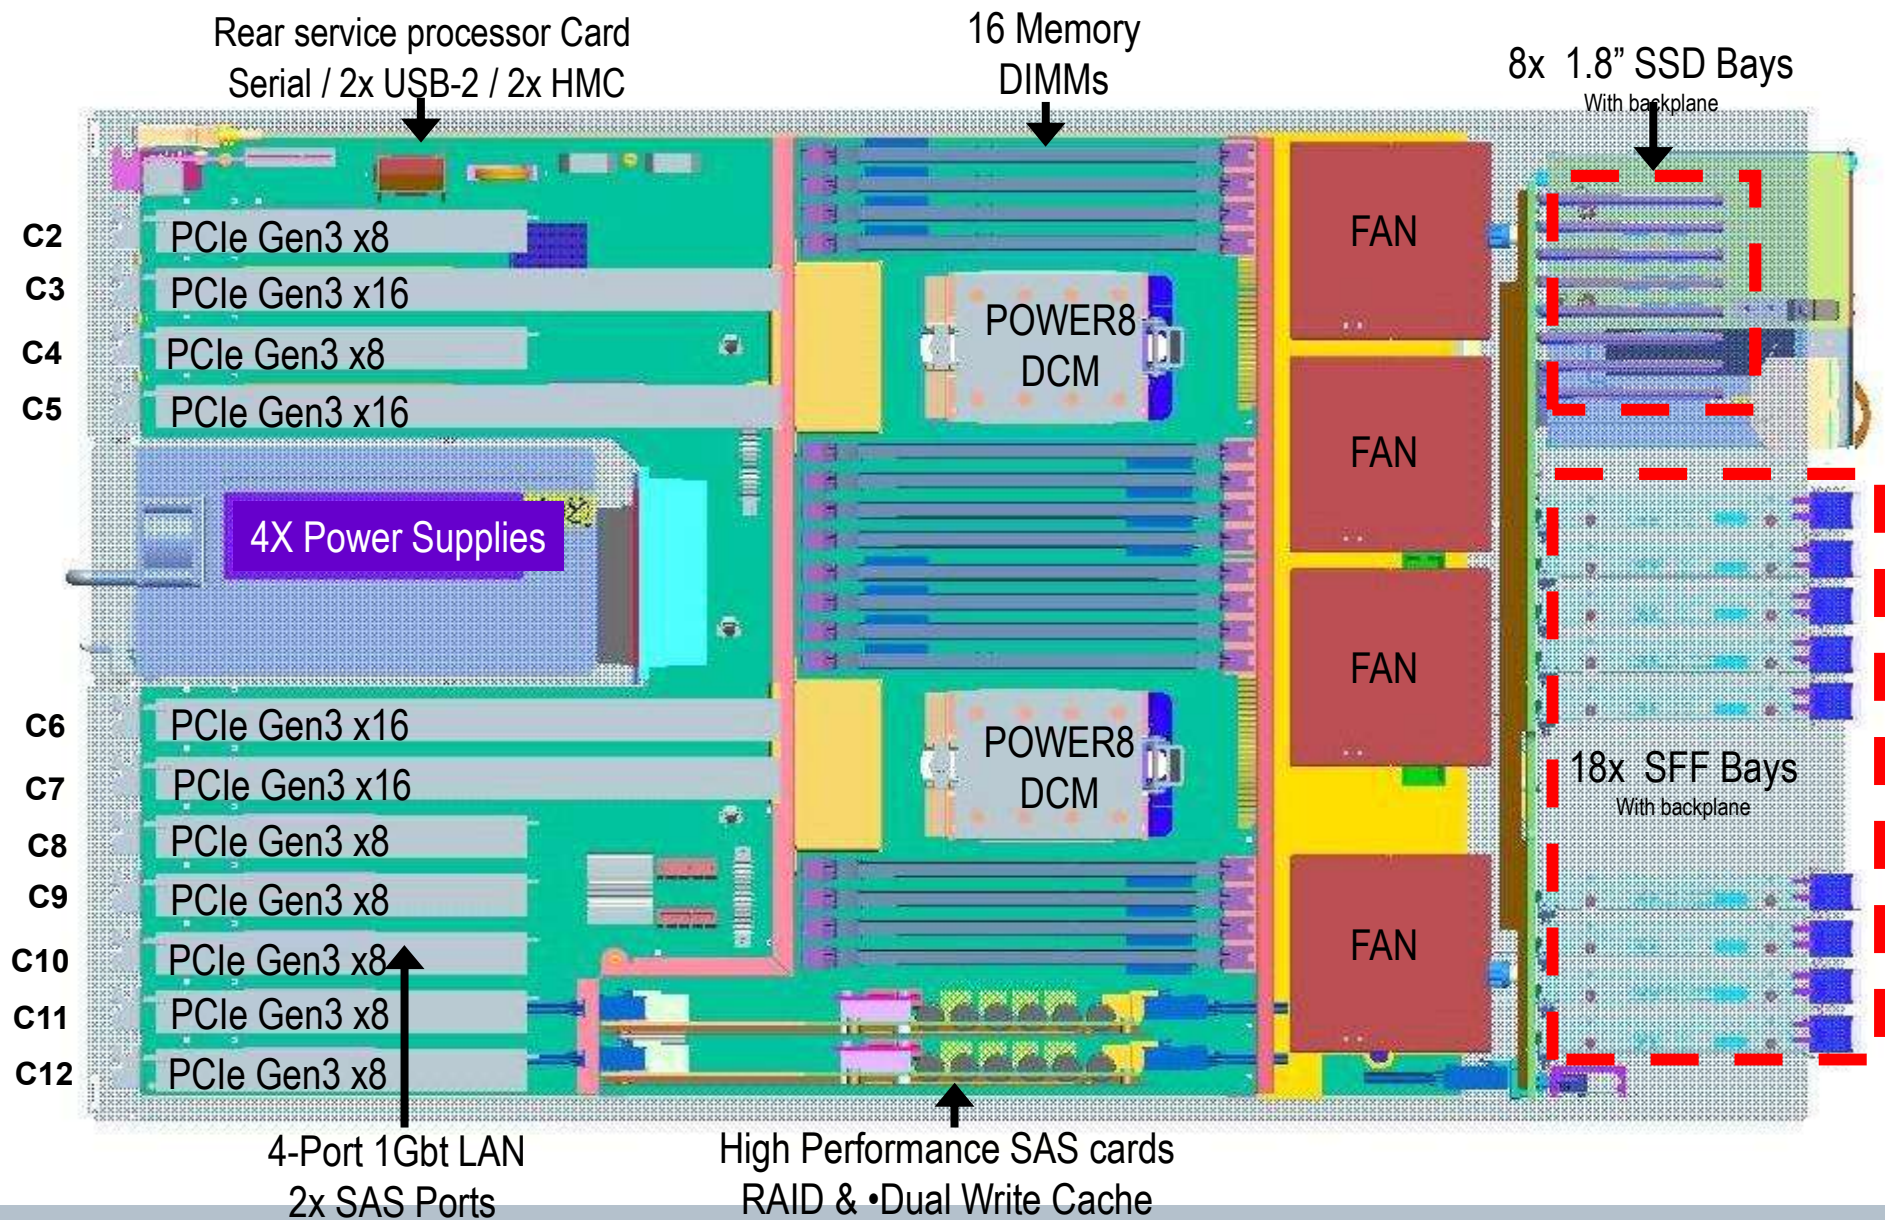 Rear service processor Card
Serial / 2x USB-2 / 2x HMC
16 Memory
DIMMs
8x 1.8” SSD Bays
With backplane
C2 PCIe Gen3 x8
C3 PCIe Gen3 x16
C4 PCIe Gen3 x8
C5 PCIe Gen3 x16
4X Power Supplies
C6 PCIe Gen3 x16
C7 PCIe Gen3 x16
C8 PCIe Gen3 x8
C9 PCIe Gen3 x8
C10 PCIe Gen3 x8
C11 PCIe Gen3 x8
C12 PCIe Gen3 x8
POWER8
DCM
POWER8
DCM
FAN
FAN
FAN
FAN
18x SFF Bays
With backplane
4-Port 1Gbt LAN
2x SAS Ports
High Performance SAS cards
RAID & •Dual Write Cache